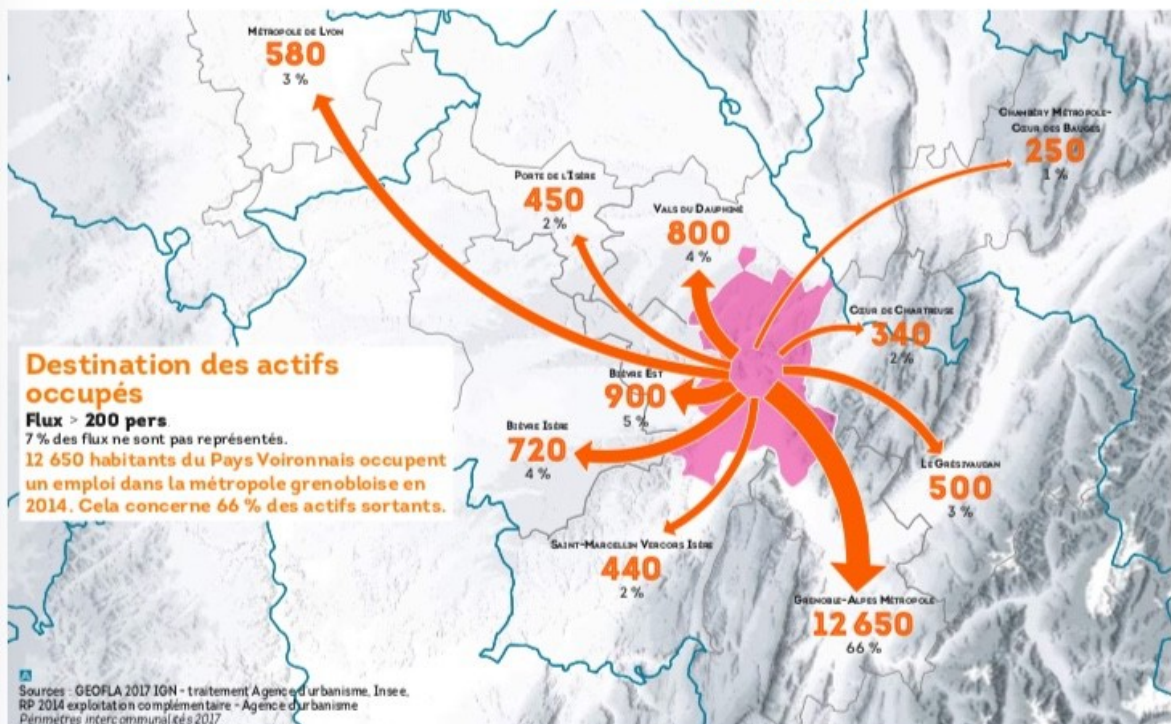 MÉTROPOLE DE LYON
580
3 %
CHAMBÉRY MÉTROPOLE-
CŒUR DES BAUGES
250
1 %
PORTE DE L'ISÈRE
450
2 %
VALS DU DAUPHINÉ
800
4 %
CŒUR DE CHARTREUSE
340
2 %
Destination des actifs
occupés
Flux > 200 pers.
7 % des flux ne sont pas représentés.
12 650 habitants du Pays Voironnais occupent
un emploi dans la métropole grenobloise en
2014. Cela concerne 66 % des actifs sortants.
BIÈVRE EST
900
5 %
BIÈVRE ISÈRE
720
4 %
LE GRÉSIVAUDAN
500
3 %
SAINT-MARCELLIN VERCORS ISÈRE
440
2 %
GRENOBLE-ALPES MÉTROPOLE
12 650
66 %
A
Sources : GEOFLA 2017 IGN - traitement Agence d'urbanisme, Insee,
RP 2014 exploitation complémentaire - Agence d'urbanisme
Périmètres intercommunalités 2017